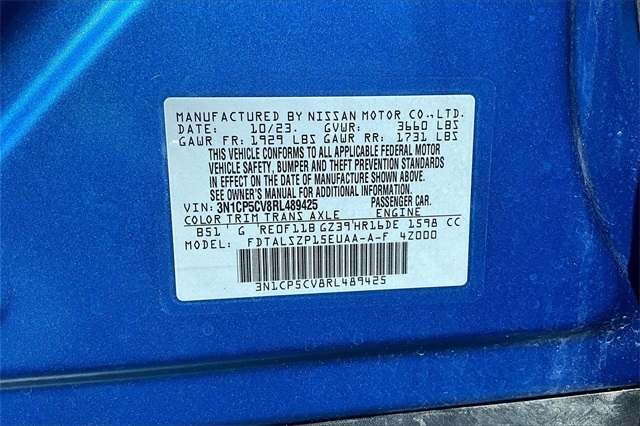 MANUFACTURED BY NISSAN MOTOR CO.,LTD.
DATE: 10/23. GVWR: 3660 LBS
GAWR FR: 1929 LBS GAWR RR: 1731 LBS
THIS VEHICLE CONFORMS TO ALL APPLICABLE FEDERAL MOTOR
VEHICLE SAFETY, BUMPER AND THEFT PREVENTION STANDARDS
IN EFFECT ON THE DATE OF MANUFACTURE SHOWN ABOVE.
SEE OWNER'S MANUAL FOR ADDITIONAL INFORMATION.
VIN: 3N1CP5CV8RL489425 PASSENGER CAR.
COLOR TRIM TRANS AXLE ENGINE
B51 ' G 'RE0F11B GZ39'HR16DE 1598 CC
MODEL: FDTALSZP15EUAA-A-F 4Z000
3N1CP5CV8RL489425